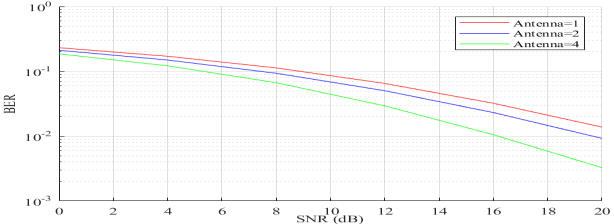 10^0
10^-1
10^-2
10^-3
BER
Antenna=1
Antenna=2
Antenna=4
0 2 4 6 8 10 12 14 16 18 20
SNR (dB)